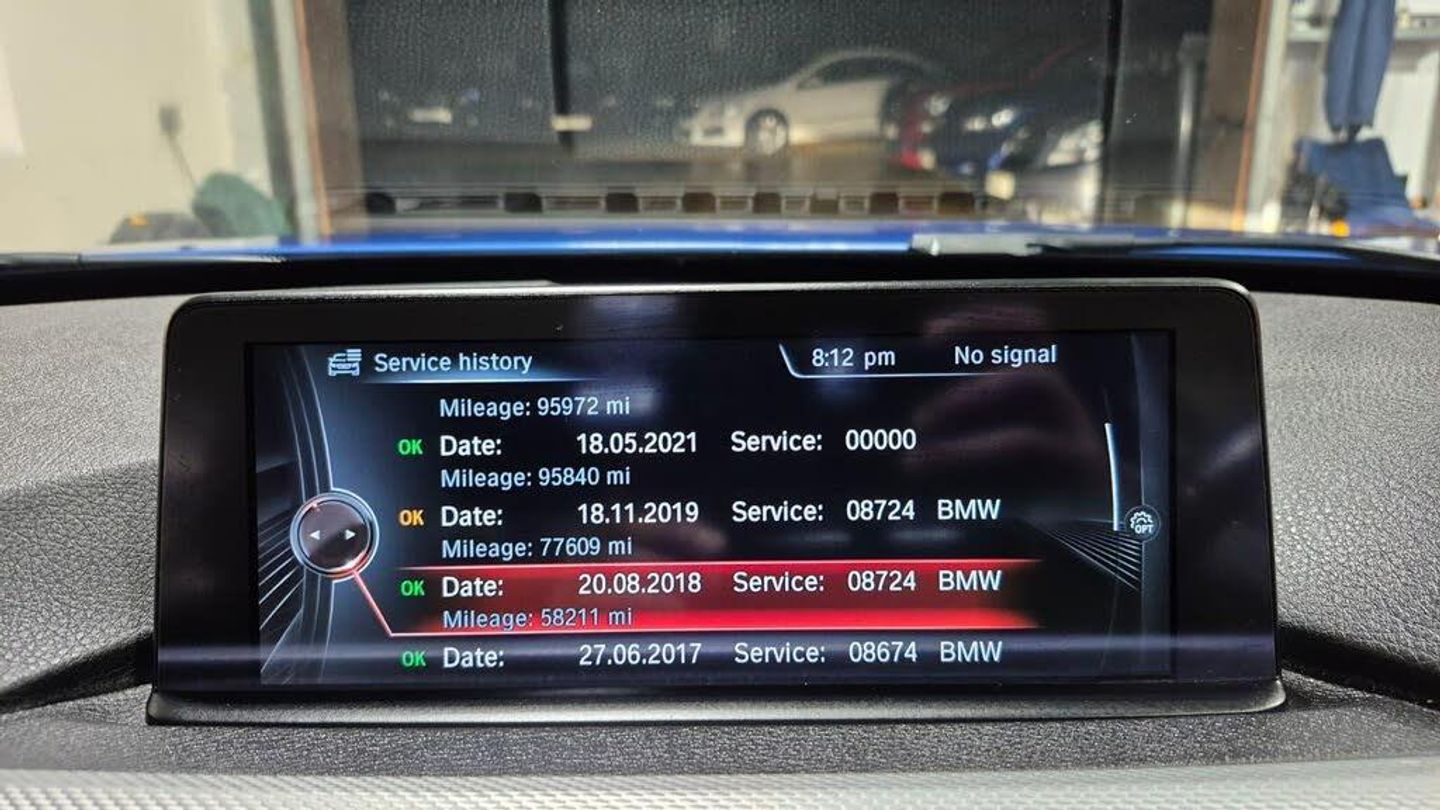 Service history 8:12 pm No signal
Mileage: 95972 mi
OK Date: 18.05.2021 Service: 00000
Mileage: 95840 mi
OK Date: 18.11.2019 Service: 08724 BMW
Mileage: 77609 mi
OPT
OK Date: 20.08.2018 Service: 08724 BMW
Mileage: 58211 mi
OK Date: 27.06.2017 Service: 08674 BMW